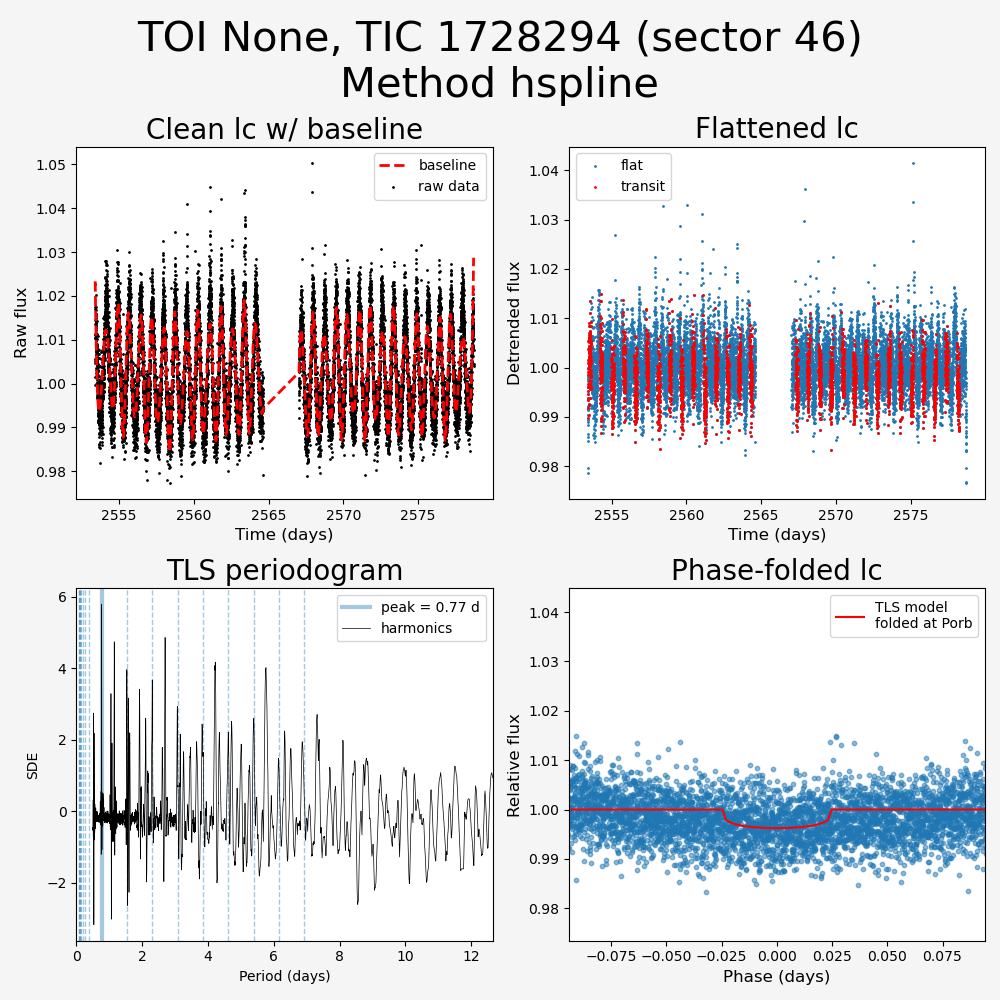 TOI None, TIC 1728294 (sector 46)
Method hspline
Clean lc w/ baseline
Flattened lc
baseline
raw data
flat
transit
Raw flux
1.05
1.04
1.03
1.02
1.01
1.00
0.99
0.98
2555
2560
2565
2570
2575
Time (days)
Detrended flux
1.04
1.03
1.02
1.01
1.00
0.99
0.98
2555
2560
2565
2570
2575
Time (days)
TLS periodogram
Phase-folded lc
peak = 0.77 d
harmonics
SDE
6
4
2
0
−2
0
2
4
6
8
10
12
Period (days)
TLS model
folded at Porb
Relative flux
1.04
1.03
1.02
1.01
1.00
0.99
0.98
−0.075
−0.050
−0.025
0.000
0.025
0.050
0.075
Phase (days)